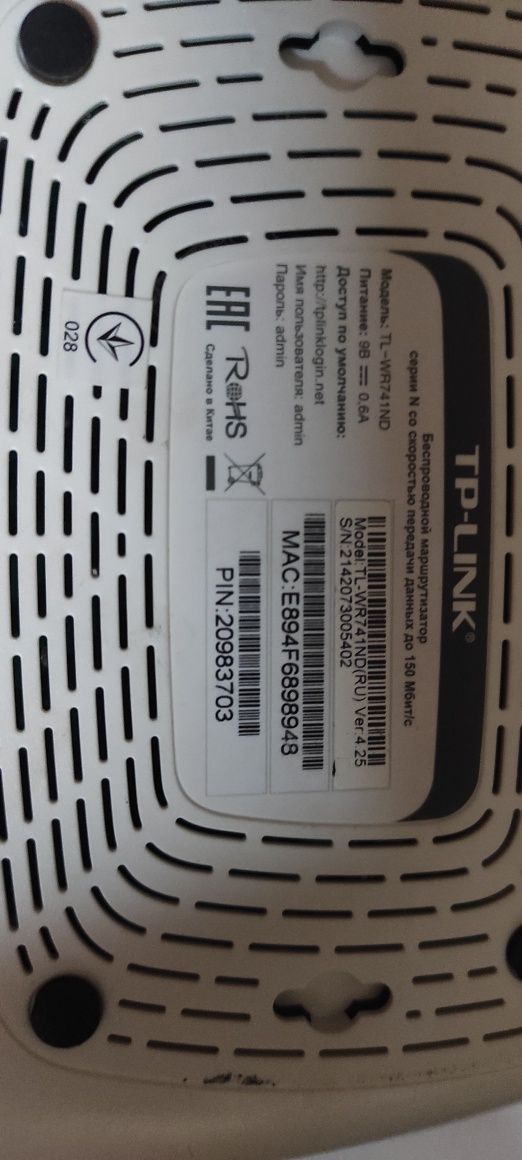 TP-LINK®
Беспроводной маршрутизатор
серии N со скоростью передачи данных до 150 Мбит/с
Модель: TL-WR741ND
Питание: 9В 0.6А
Доступ по умолчанию:
http://tplinklogin.net
Имя пользователя: admin
Пароль: admin
EAC RoHS
Сделано в Китае
Model:TL-WR741ND(RU) Ver:4.25
S/N:2142073005402
MAC:E894F6898948
PIN:20983703
028